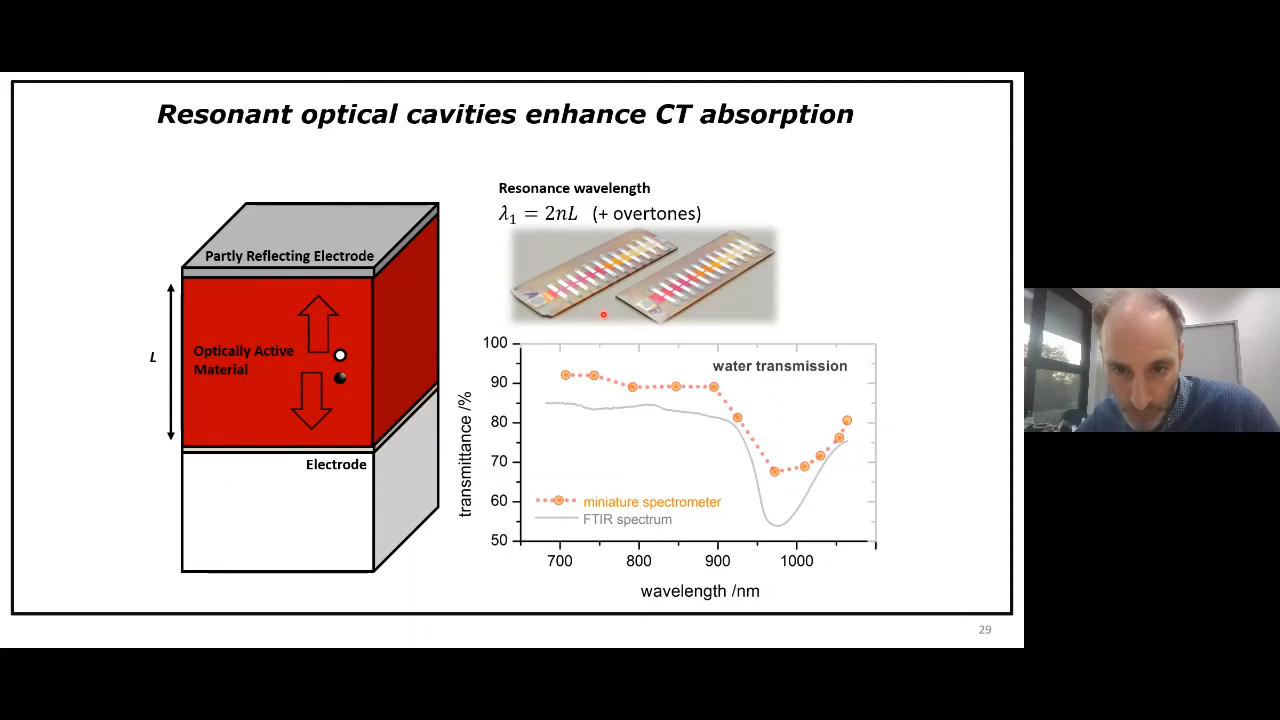 Resonant optical cavities enhance CT absorption
Resonance wavelength
λ₁ = 2nL (+ overtones)
Partly Reflecting Electrode
L
Optically Active
Material
Electrode
water transmission
transmittance /%
100
90
80
70
60
50
miniature spectrometer
FTIR spectrum
700
800
900
1000
wavelength /nm
29